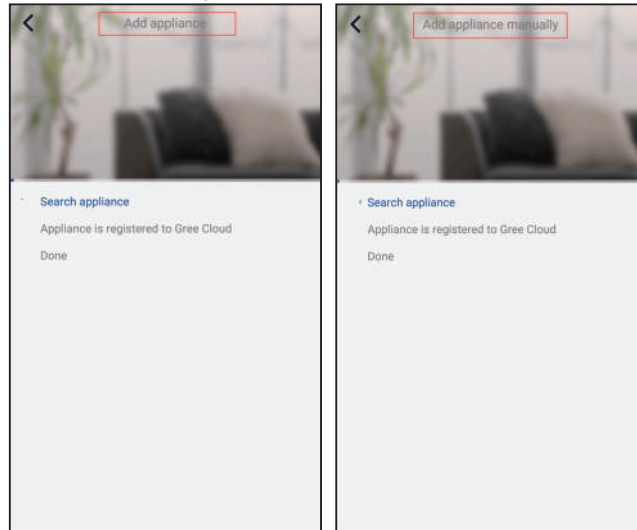 Add appliance
Search appliance
Appliance is registered to Gree Cloud
Done
Add appliance manually
Search appliance
Appliance is registered to Gree Cloud
Done